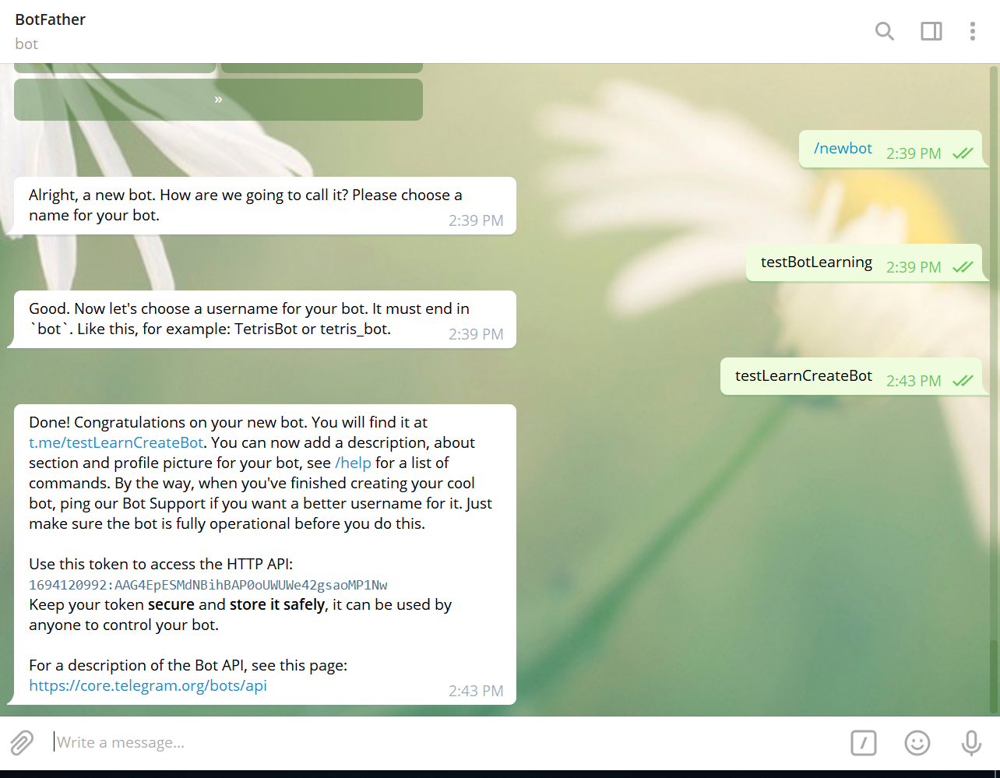 BotFather
bot
»
/newbot 2:39 PM
Alright, a new bot. How are we going to call it? Please choose a
name for your bot. 2:39 PM
testBotLearning 2:39 PM
Good. Now let's choose a username for your bot. It must end in
`bot`. Like this, for example: TetrisBot or tetris_bot. 2:39 PM
testLearnCreateBot 2:43 PM
Done! Congratulations on your new bot. You will find it at
t.me/testLearnCreateBot. You can now add a description, about
section and profile picture for your bot, see /help for a list of
commands. By the way, when you've finished creating your cool
bot, ping our Bot Support if you want a better username for it. Just
make sure the bot is fully operational before you do this.
Use this token to access the HTTP API:
1694120992:AAG4EpESMdNBihBAP0oUWUWe42gsaoMP1Nw
Keep your token secure and store it safely, it can be used by
anyone to control your bot.
For a description of the Bot API, see this page:
https://core.telegram.org/bots/api 2:43 PM
Write a message...